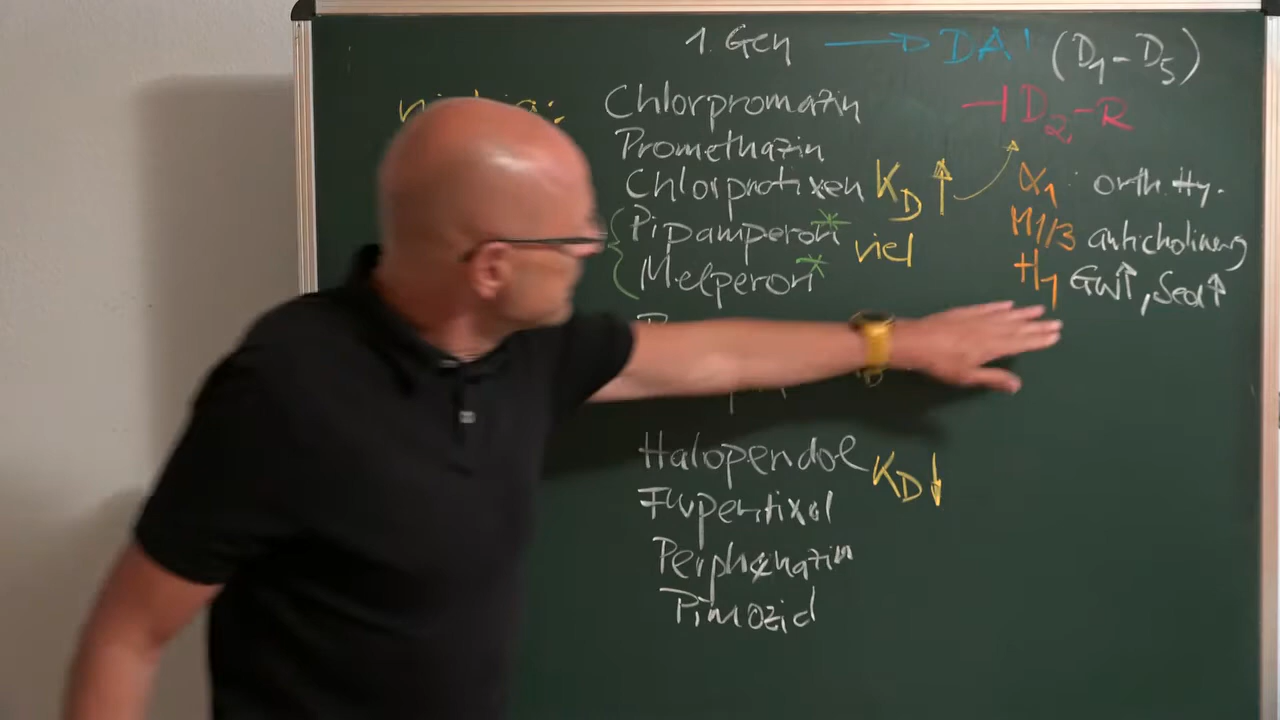 1. Gen → DA! (D1-D5)
Chlorpromazin ⊣ D2-R
Promethazin
Chlorprotixen KD ↑ α1: orth. Hy.
Pipamperon* viel M1/3 anticholinerg
Melperon* H1 GW↑, Sed↑
Haloperidol KD ↓
Flupentixol
Perphenazin
Pimozid